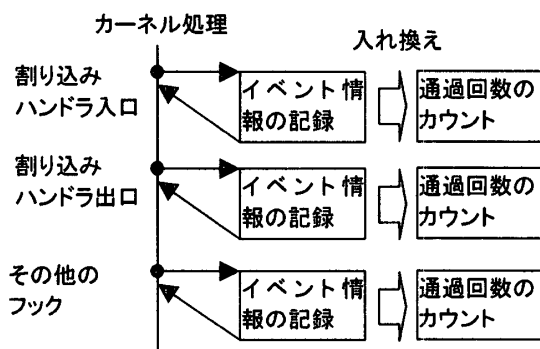 カーネル処理
入れ換え
割り込み
ハンドラ入口
イベント情
報の記録
通過回数の
カウント
割り込み
ハンドラ出口
イベント情
報の記録
通過回数の
カウント
その他の
フック
イベント情
報の記録
通過回数の
カウント